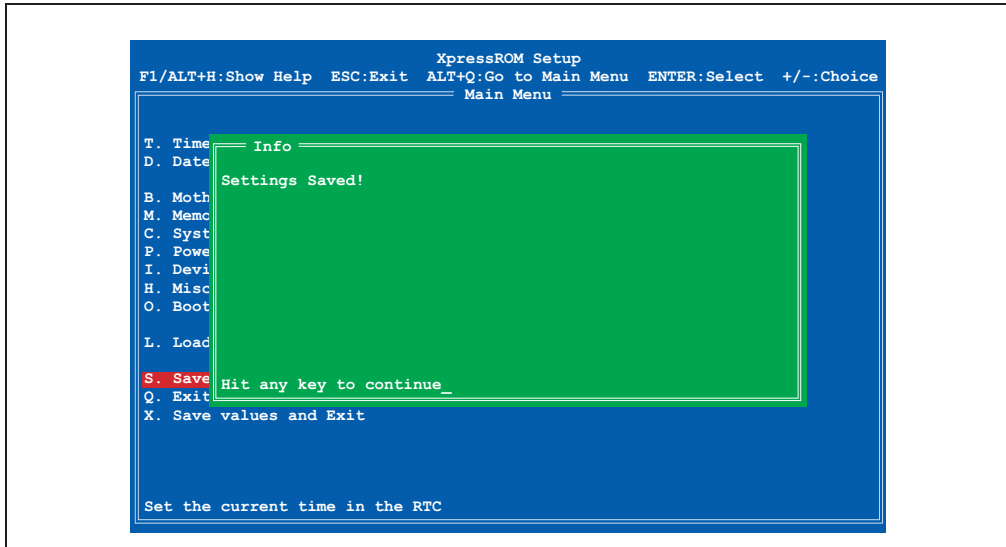 XpressROM Setup
F1/ALT+H:Show Help ESC:Exit ALT+Q:Go to Main Menu ENTER:Select +/-:Choice
Main Menu
T. Time
D. Date
Info
Settings Saved!
B. Moth
M. Memo
C. Syst
P. Powe
I. Devi
H. Misc
O. Boot
L. Load
S. Save
Hit any key to continue_
Q. Exit
X. Save values and Exit
Set the current time in the RTC